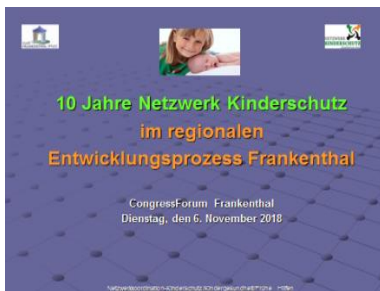 10 Jahre Netzwerk Kinderschutz
im regionalen
Entwicklungsprozess Frankenthal
CongressForum Frankenthal
Dienstag, den 6. November 2018